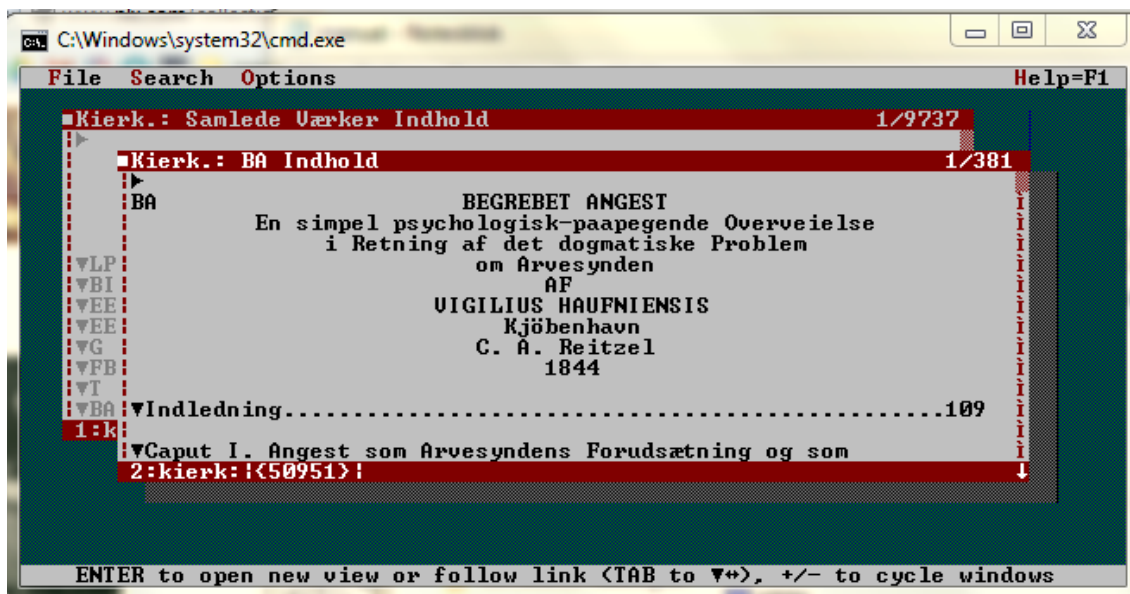 C:\Windows\system32\cmd.exe
File Search Options Help=F1
Kierk.: Samlede Værker Indhold 1/9737
Kierk.: BA Indhold 1/381
BA BEGREBET ANGEST
En simpel psychologisk-paapegende Overveielse
i Retning af det dogmatiske Problem
▼LP om Arvesynden
▼BI AF
▼EE VIGILIUS HAUFNIENSIS
▼EE Kjöbenhavn
▼G C. A. Reitzel
▼FB 1844
▼T
▼BA ▼Indledning................................................109
1:k
▼Caput I. Angest som Arvesyndens Forudsætning og som
2:kierk:|{50951}|
ENTER to open new view or follow link (TAB to ▼↔), +/- to cycle windows